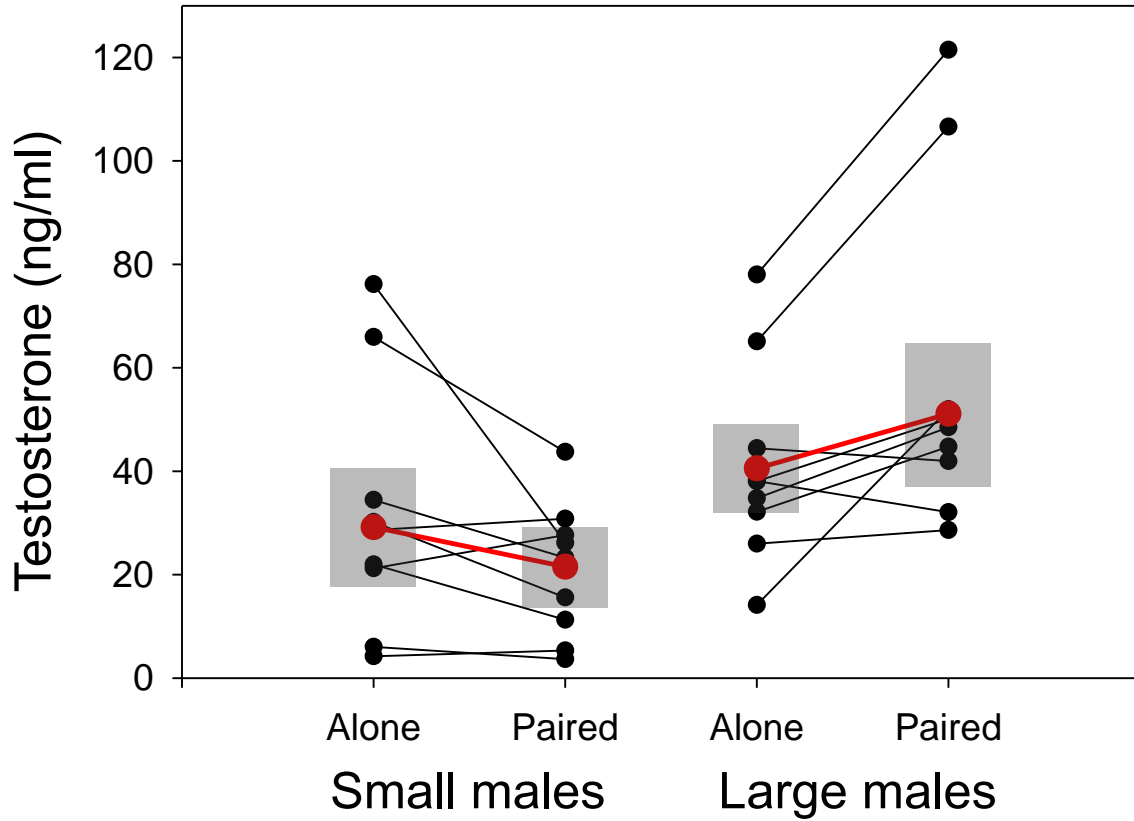 Testosterone (ng/ml)
120
100
80
60
40
20
0
Alone Paired Alone Paired
Small males Large males